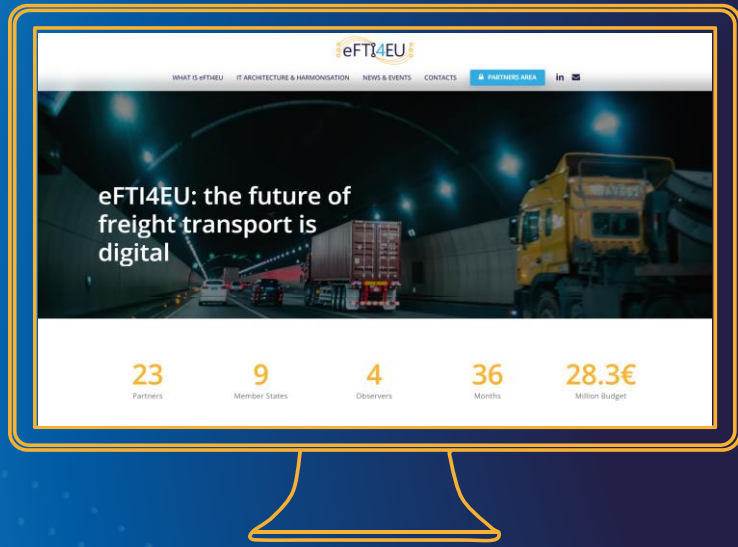 eFTI4EU
WHAT IS eFTI4EU IT ARCHITECTURE & HARMONISATION NEWS & EVENTS CONTACTS PARTNERS AREA in
eFTI4EU: the future of
freight transport is
digital
23 9 4 36 28.3€
Partners Member States Observers Months Million Budget